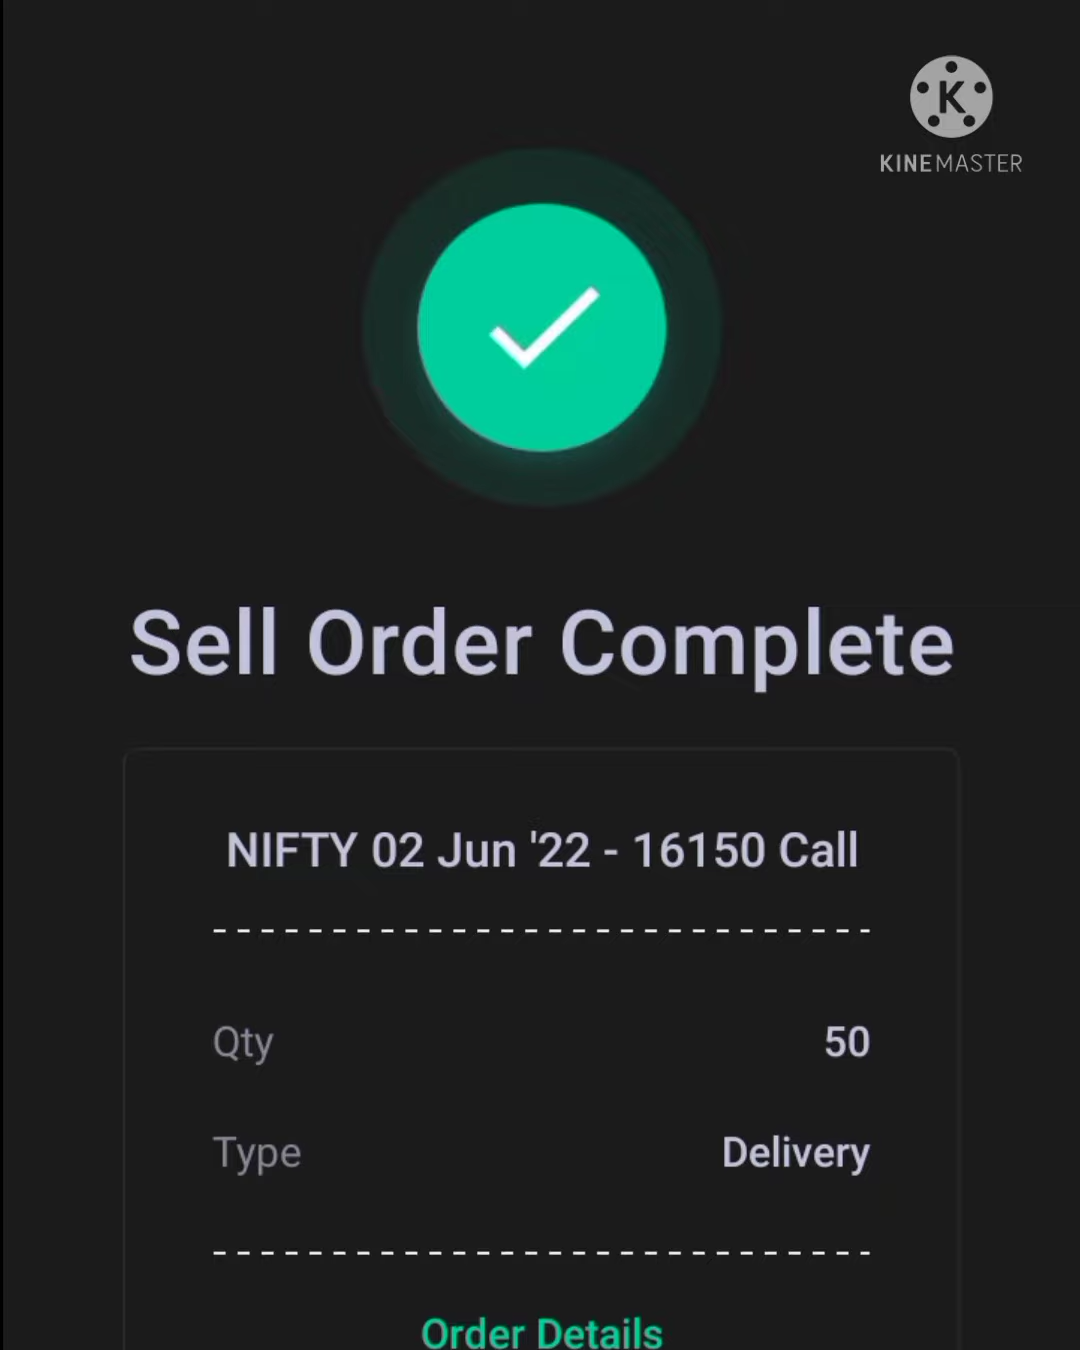 K
KINEMASTER
Sell Order Complete
NIFTY 02 Jun '22 - 16150 Call
Qty 50
Type Delivery
Order Details